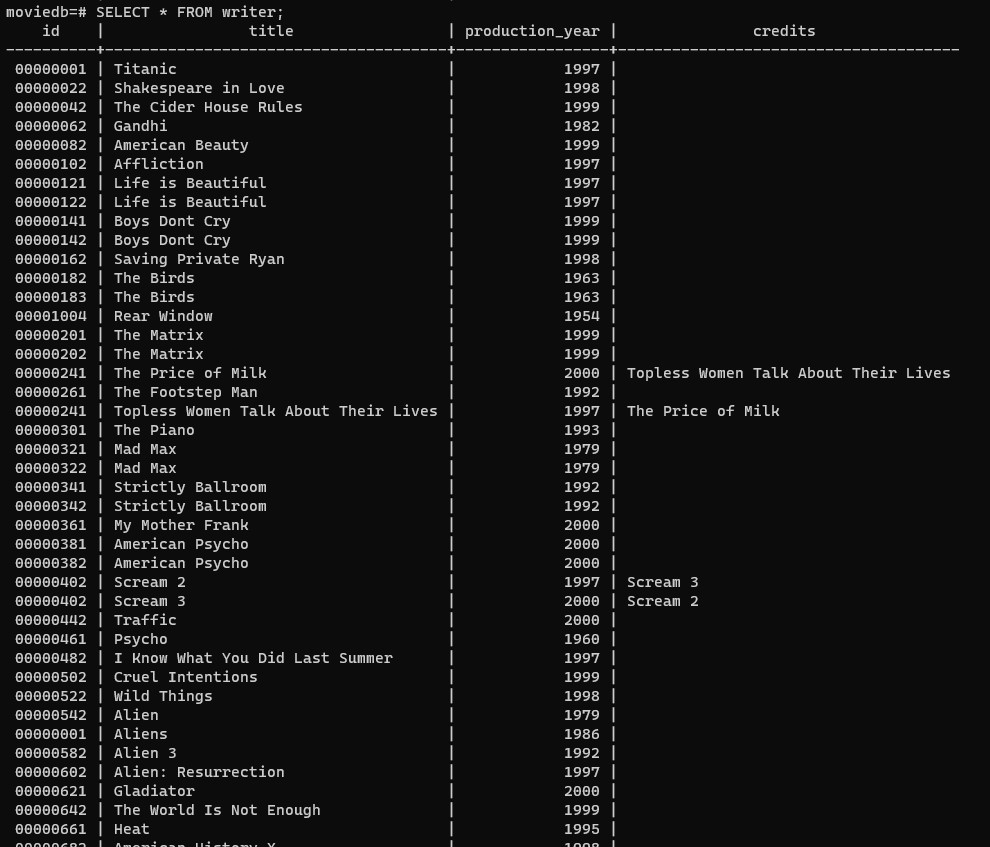 moviedb=# SELECT * FROM writer;
id | title | production_year | credits
----------+--------------------------------------+-----------------+--------------------------------------
00000001 | Titanic | 1997 |
00000022 | Shakespeare in Love | 1998 |
00000042 | The Cider House Rules | 1999 |
00000062 | Gandhi | 1982 |
00000082 | American Beauty | 1999 |
00000102 | Affliction | 1997 |
00000121 | Life is Beautiful | 1997 |
00000122 | Life is Beautiful | 1997 |
00000141 | Boys Dont Cry | 1999 |
00000142 | Boys Dont Cry | 1999 |
00000162 | Saving Private Ryan | 1998 |
00000182 | The Birds | 1963 |
00000183 | The Birds | 1963 |
00001004 | Rear Window | 1954 |
00000201 | The Matrix | 1999 |
00000202 | The Matrix | 1999 |
00000241 | The Price of Milk | 2000 | Topless Women Talk About Their Lives
00000261 | The Footstep Man | 1992 |
00000241 | Topless Women Talk About Their Lives | 1997 | The Price of Milk
00000301 | The Piano | 1993 |
00000321 | Mad Max | 1979 |
00000322 | Mad Max | 1979 |
00000341 | Strictly Ballroom | 1992 |
00000342 | Strictly Ballroom | 1992 |
00000361 | My Mother Frank | 2000 |
00000381 | American Psycho | 2000 |
00000382 | American Psycho | 2000 |
00000402 | Scream 2 | 1997 | Scream 3
00000402 | Scream 3 | 2000 | Scream 2
00000442 | Traffic | 2000 |
00000461 | Psycho | 1960 |
00000482 | I Know What You Did Last Summer | 1997 |
00000502 | Cruel Intentions | 1999 |
00000522 | Wild Things | 1998 |
00000542 | Alien | 1979 |
00000001 | Aliens | 1986 |
00000582 | Alien 3 | 1992 |
00000602 | Alien: Resurrection | 1997 |
00000621 | Gladiator | 2000 |
00000642 | The World Is Not Enough | 1999 |
00000661 | Heat | 1995 |
American History X